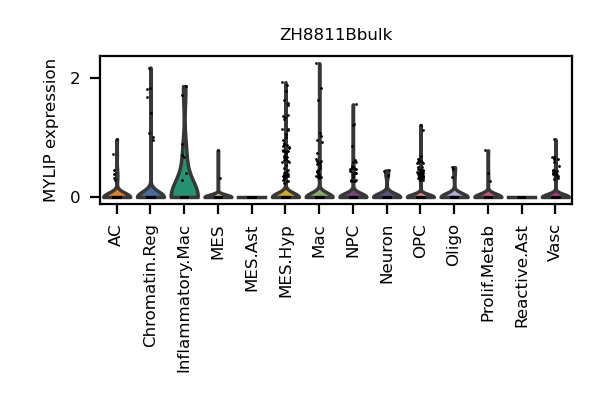 ZH8811Bbulk
MYLIP expression
2
0
AC
Chromatin.Reg
Inflammatory.Mac
MES
MES.Ast
MES.Hyp
Mac
NPC
Neuron
OPC
Oligo
Prolif.Metab
Reactive.Ast
Vasc